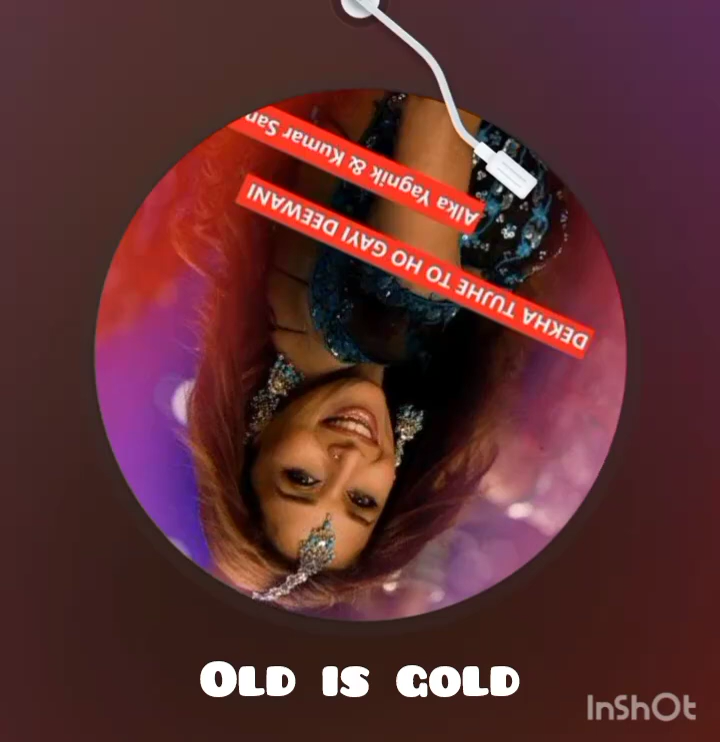 DEKHA TUJHE TO HO GAYI DEEWANI
Alka Yagnik & Kumar
OLD IS GOLD
InShOt